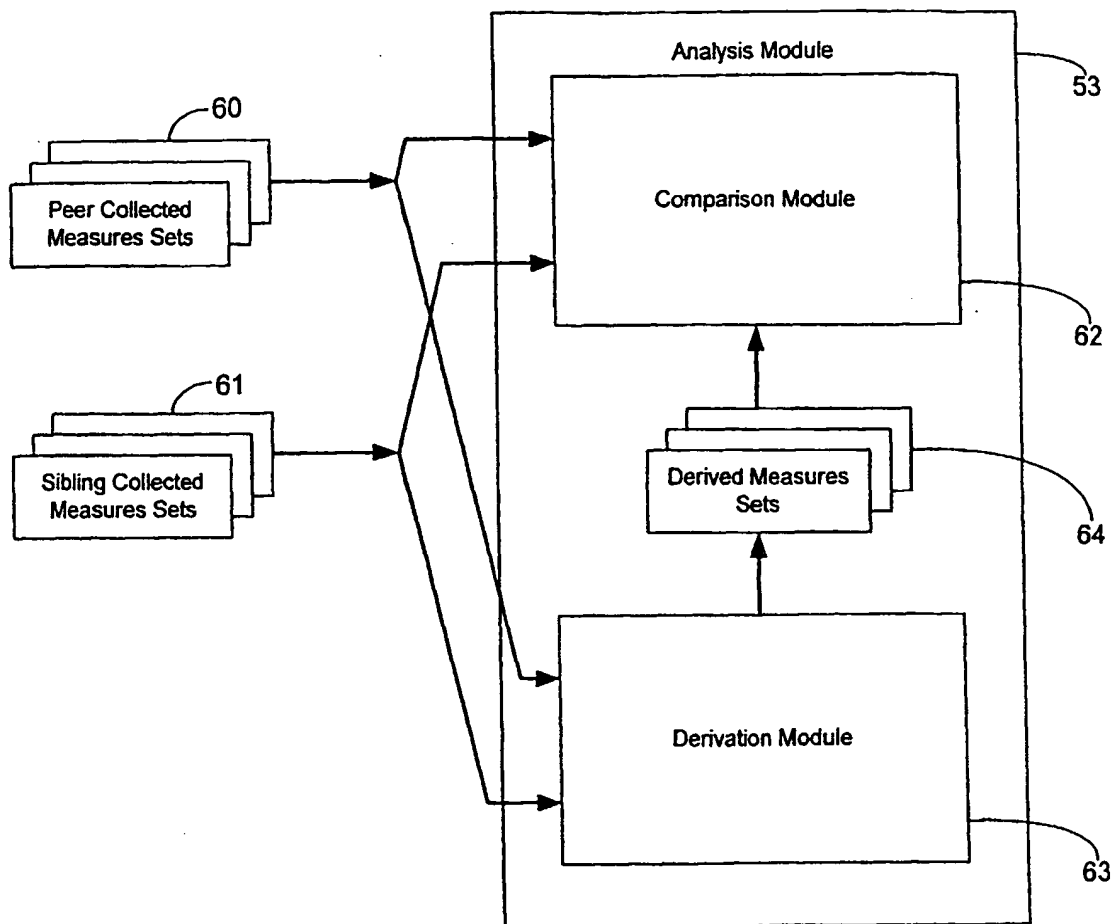 Analysis Module
53
60
Peer Collected
Measures Sets
Comparison Module
62
61
Sibling Collected
Measures Sets
Derived Measures
Sets
64
Derivation Module
63